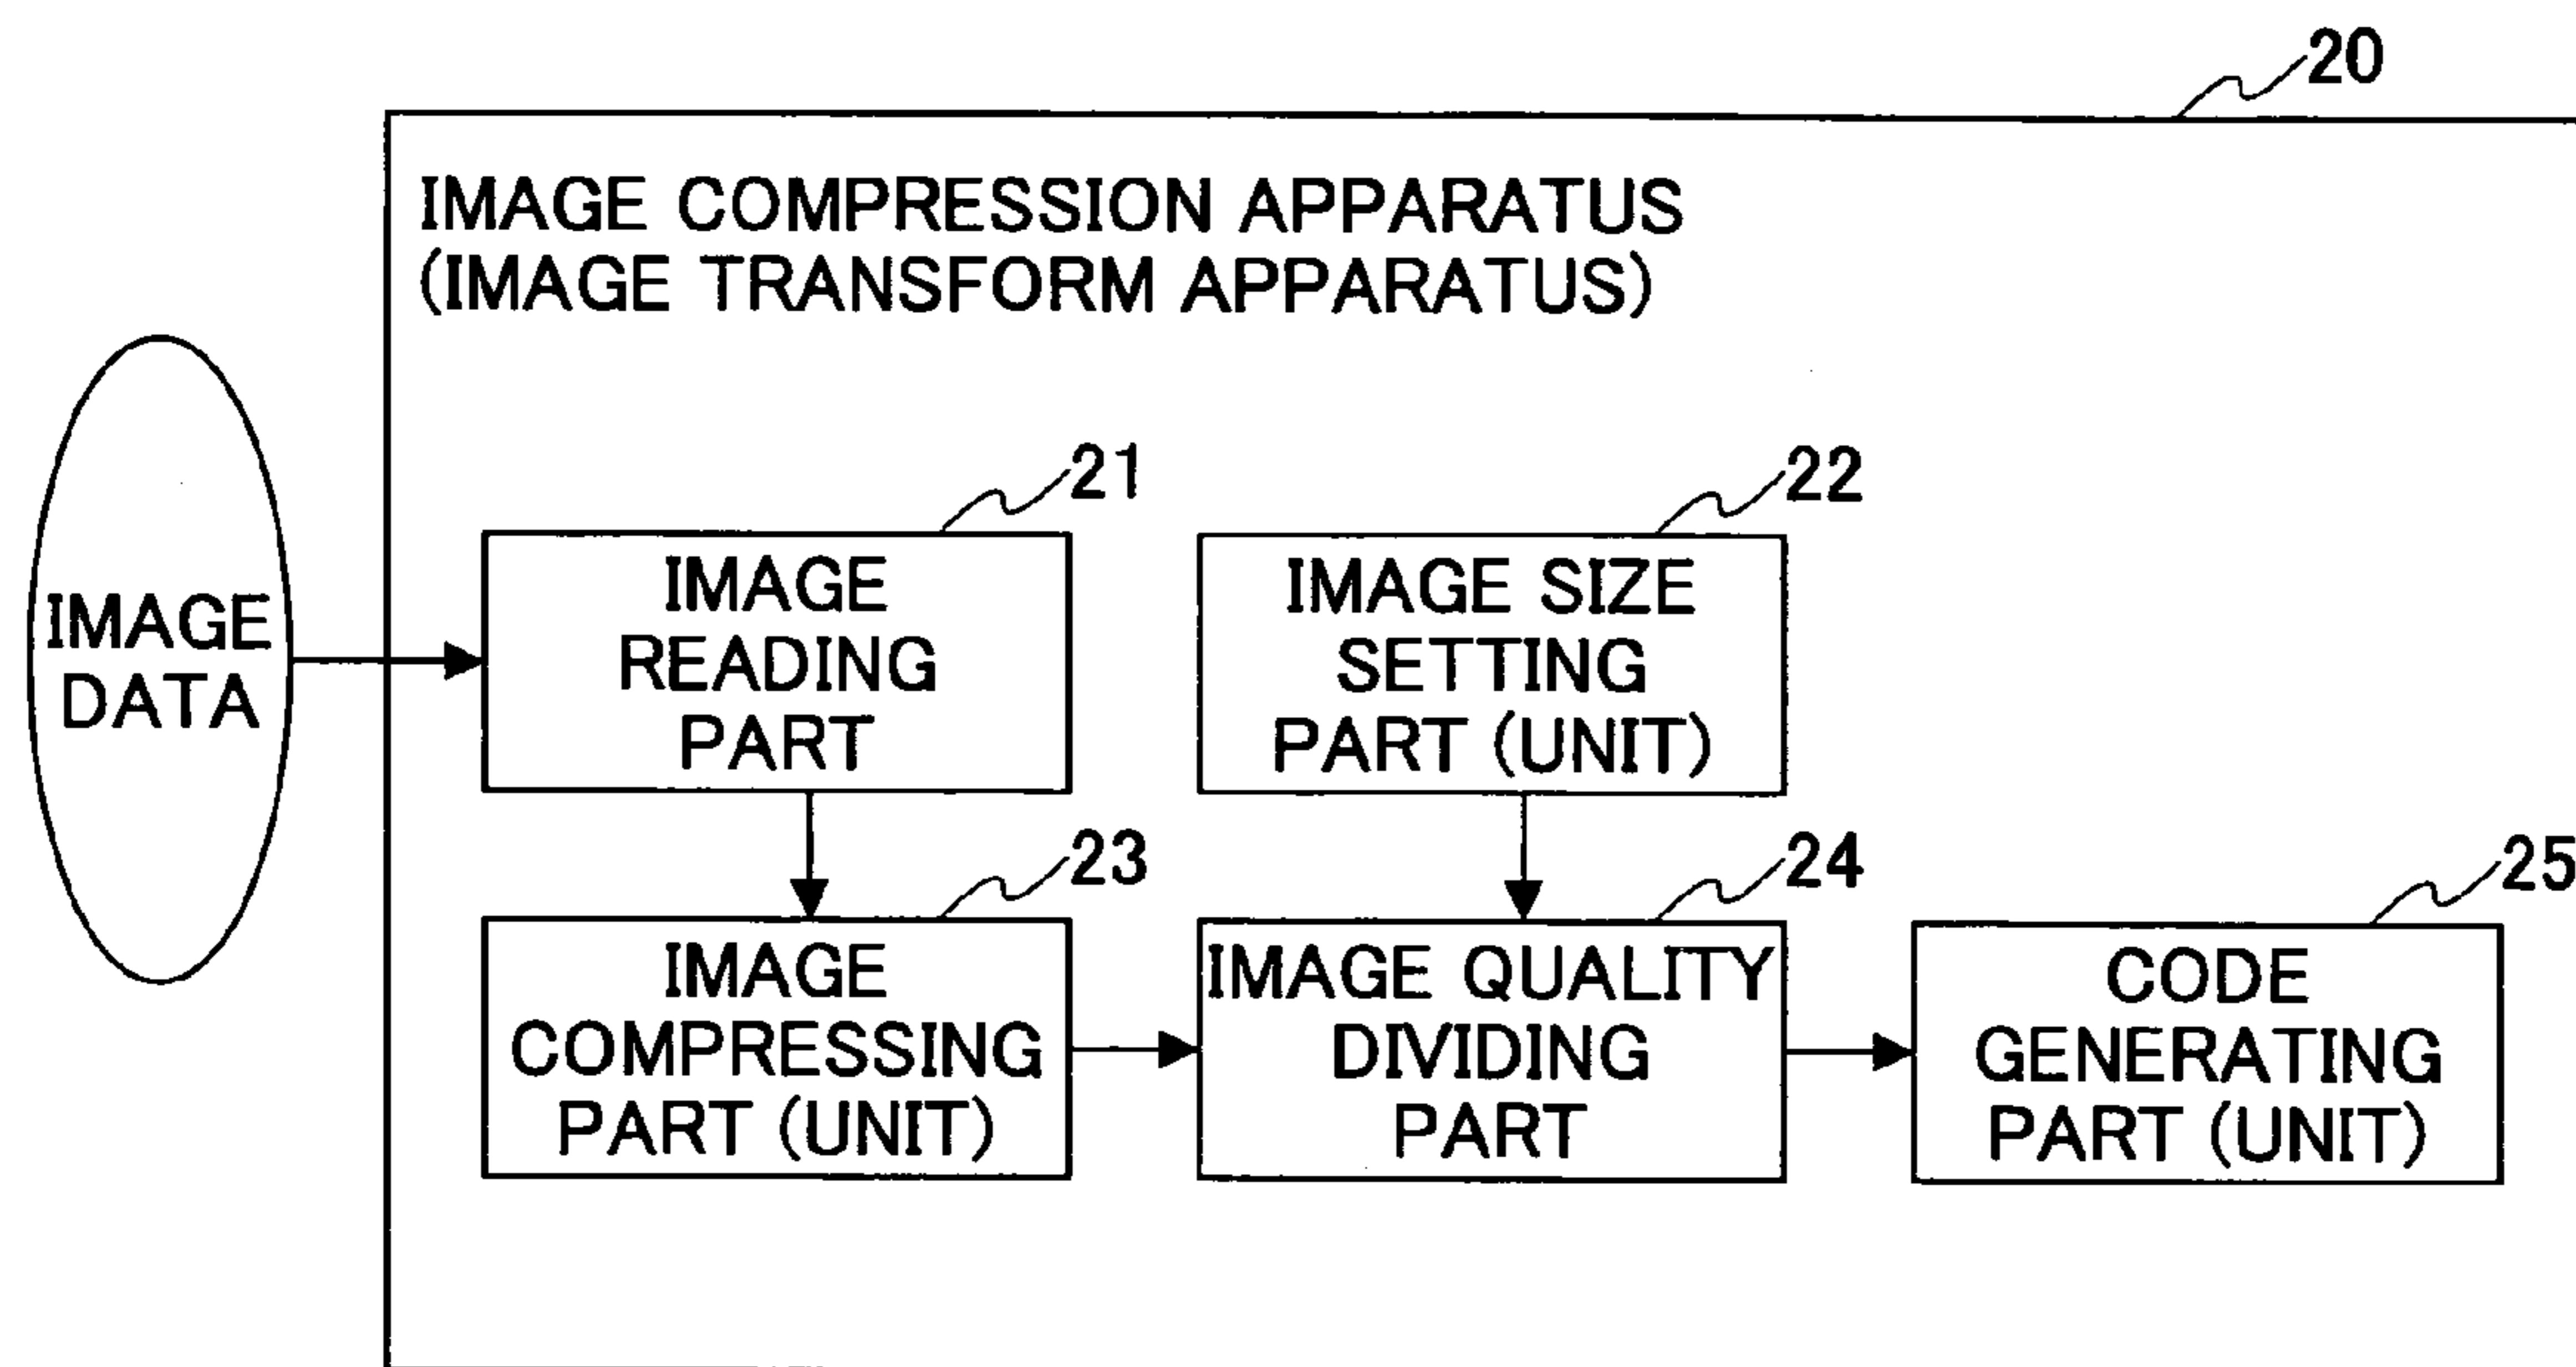 20
IMAGE COMPRESSION APPARATUS
(IMAGE TRANSFORM APPARATUS)
IMAGE
DATA
21
IMAGE
READING
PART
22
IMAGE SIZE
SETTING
PART (UNIT)
23
IMAGE
COMPRESSING
PART (UNIT)
24
IMAGE QUALITY
DIVIDING
PART
25
CODE
GENERATING
PART (UNIT)